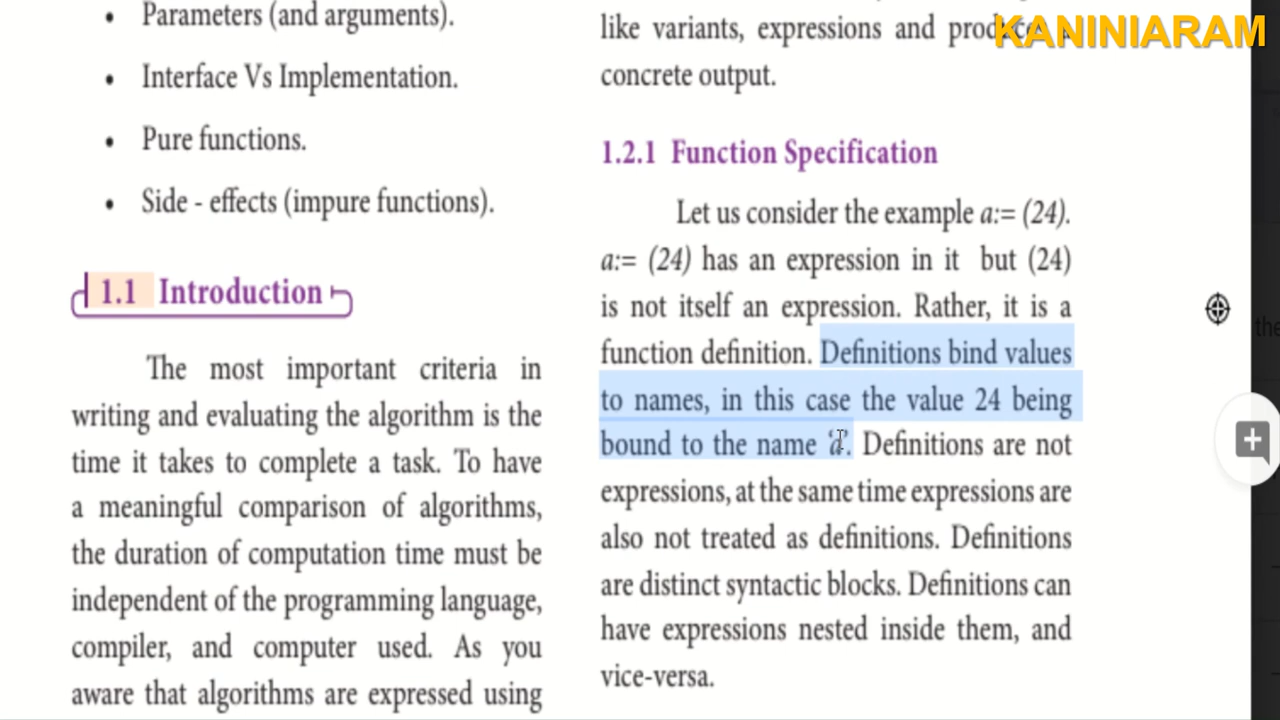 • Parameters (and arguments).
• Interface Vs Implementation.
• Pure functions.
• Side - effects (impure functions).
1.1 Introduction
The most important criteria in
writing and evaluating the algorithm is the
time it takes to complete a task. To have
a meaningful comparison of algorithms,
the duration of computation time must be
independent of the programming language,
compiler, and computer used. As you
aware that algorithms are expressed using
like variants, expressions and
concrete output.
1.2.1 Function Specification
Let us consider the example a:= (24).
a:= (24) has an expression in it but (24)
is not itself an expression. Rather, it is a
function definition. Definitions bind values
to names, in this case the value 24 being
bound to the name ‘a’. Definitions are not
expressions, at the same time expressions are
also not treated as definitions. Definitions
are distinct syntactic blocks. Definitions can
have expressions nested inside them, and
vice-versa.
KANINIARAM